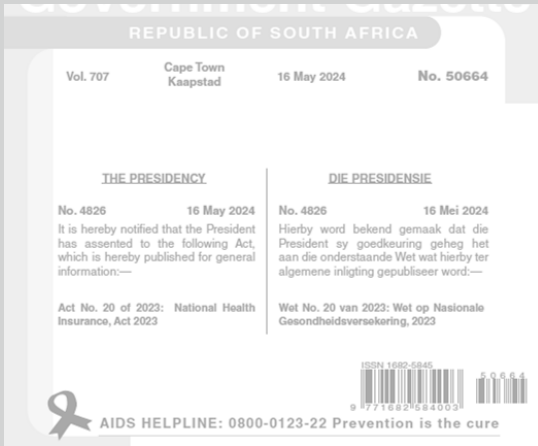 Government Gazette
REPUBLIC OF SOUTH AFRICA
Vol. 707
Cape Town
Kaapstad
16 May 2024
No. 50664
THE PRESIDENCY
No. 4826 16 May 2024
It is hereby notified that the President
has assented to the following Act,
which is hereby published for general
information:—
Act No. 20 of 2023: National Health
Insurance, Act 2023
DIE PRESIDENSIE
No. 4826 16 Mei 2024
Hierby word bekend gemaak dat die
President sy goedkeuring geheg het
aan die onderstaande Wet wat hierby ter
algemene inligting gepubliseer word:—
Wet No. 20 van 2023: Wet op Nasionale
Gesondheidsversekering, 2023
ISSN 1682-5845
9 771682 584003
50664
AIDS HELPLINE: 0800-0123-22 Prevention is the cure